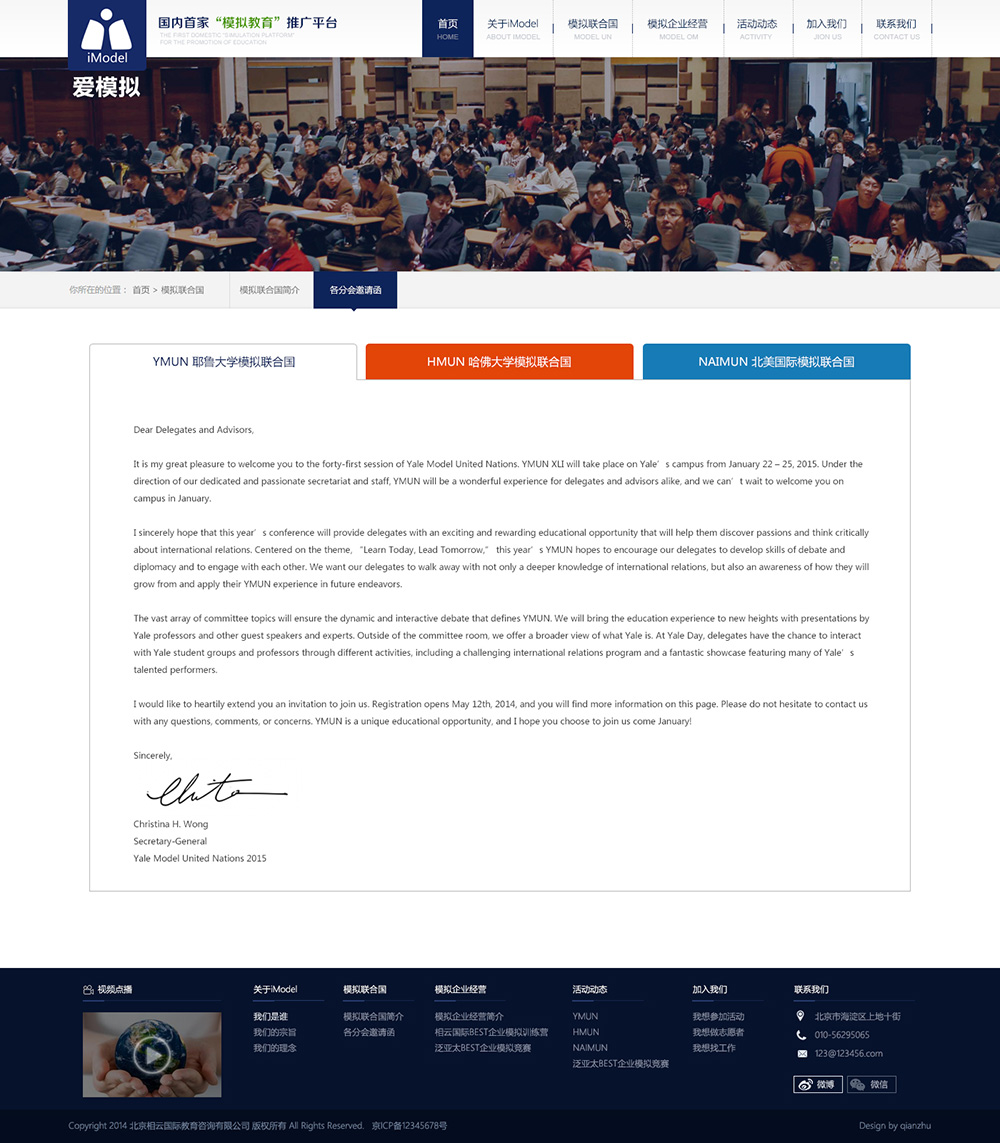 iModel
爱模拟
国内首家“模拟教育”推广平台
THE FIRST DOMESTIC "SIMULATION PLATFORM"
FOR THE PROMOTION OF EDUCATION
首页
HOME
关于iModel
ABOUT IMODEL
模拟联合国
MODEL UN
模拟企业经营
MODEL OM
活动动态
ACTIVITY
加入我们
JION US
联系我们
CONTACT US
你所在的位置： 首页 > 模拟联合国
模拟联合国简介
各分会邀请函
YMUN 耶鲁大学模拟联合国
HMUN 哈佛大学模拟联合国
NAIMUN 北美国际模拟联合国
Dear Delegates and Advisors,
It is my great pleasure to welcome you to the forty-first session of Yale Model United Nations. YMUN XLI will take place on Yale’s campus from January 22 – 25, 2015. Under the
direction of our dedicated and passionate secretariat and staff, YMUN will be a wonderful experience for delegates and advisors alike, and we can’t wait to welcome you on
campus in January.
I sincerely hope that this year’s conference will provide delegates with an exciting and rewarding educational opportunity that will help them discover passions and think critically
about international relations. Centered on the theme, “Learn Today, Lead Tomorrow,” this year’s YMUN hopes to encourage our delegates to develop skills of debate and
diplomacy and to engage with each other. We want our delegates to walk away with not only a deeper knowledge of international relations, but also an awareness of how they will
grow from and apply their YMUN experience in future endeavors.
The vast array of committee topics will ensure the dynamic and interactive debate that defines YMUN. We will bring the education experience to new heights with presentations by
Yale professors and other guest speakers and experts. Outside of the committee room, we offer a broader view of what Yale is. At Yale Day, delegates have the chance to interact
with Yale student groups and professors through different activities, including a challenging international relations program and a fantastic showcase featuring many of Yale’s
talented performers.
I would like to heartily extend you an invitation to join us. Registration opens May 12th, 2014, and you will find more information on this page. Please do not hesitate to contact us
with any questions, comments, or concerns. YMUN is a unique educational opportunity, and I hope you choose to join us come January!
Sincerely,
Christina H. Wong
Secretary-General
Yale Model United Nations 2015
视频点播
关于iModel
我们是谁
我们的宗旨
我们的理念
模拟联合国
模拟联合国简介
各分会邀请函
模拟企业经营
模拟企业经营简介
相云国际BEST企业模拟训练营
泛亚太BEST企业模拟竞赛
活动动态
YMUN
HMUN
NAIMUN
泛亚太BEST企业模拟竞赛
加入我们
我想参加活动
我想做志愿者
我想找工作
联系我们
北京市海淀区上地十街
010-56295065
123@123456.com
微博
微信
Copyright 2014 北京相云国际教育咨询有限公司 版权所有 All Rights Reserved. 京ICP备12345678号
Design by qianzhu